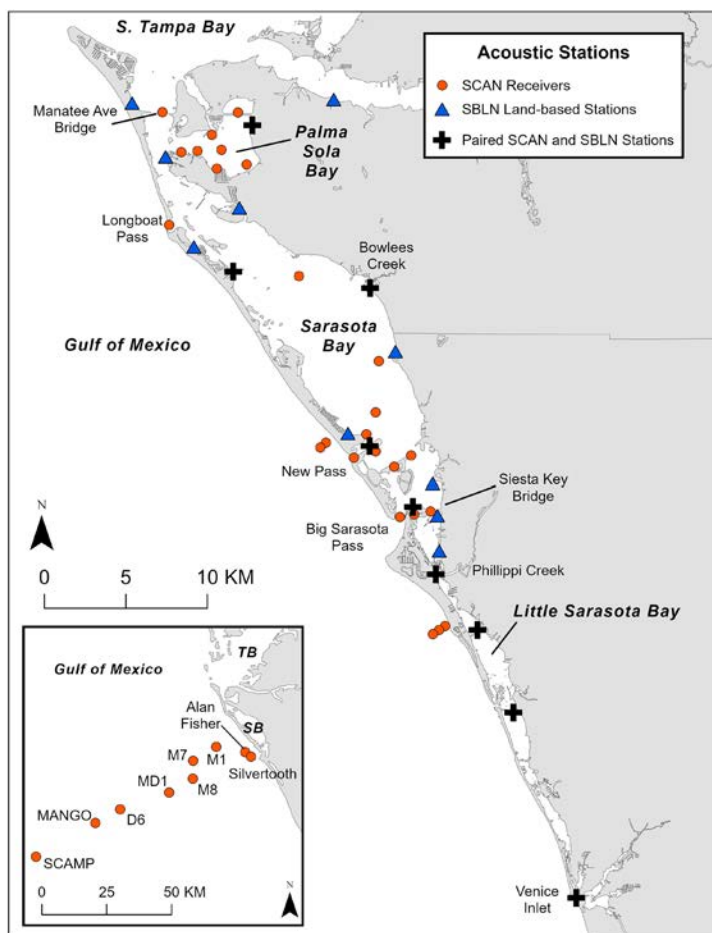 S. Tampa Bay
Acoustic Stations
SCAN Receivers
SBLN Land-based Stations
Paired SCAN and SBLN Stations
Manatee Ave
Bridge
Palma
Sola
Bay
Longboat
Pass
Bowlees
Creek
Sarasota
Bay
Gulf of Mexico
New Pass
Siesta Key
Bridge
Big Sarasota
Pass
N
Phillippi Creek
0 5 10 KM
Little Sarasota Bay
Gulf of Mexico
TB
Alan
Fisher
SB
M7
M1
Silvertooth
MD1
M8
MANGO
D6
SCAMP
0 25 50 KM
N
Venice
Inlet